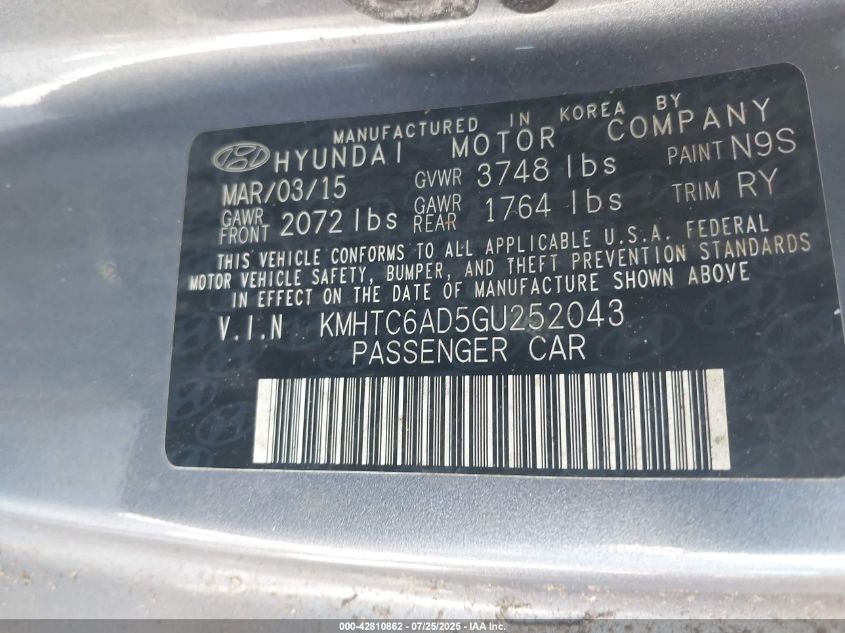 MANUFACTURED IN KOREA BY
HYUNDAI MOTOR COMPANY
MAR/03/15 GVWR 3748 lbs PAINT N9S
GAWR FRONT 2072 lbs GAWR REAR 1764 lbs TRIM RY
THIS VEHICLE CONFORMS TO ALL APPLICABLE U.S.A. FEDERAL
MOTOR VEHICLE SAFETY, BUMPER, AND THEFT PREVENTION STANDARDS
IN EFFECT ON THE DATE OF MANUFACTURE SHOWN ABOVE
V.I.N KMHTC6AD5GU252043
PASSENGER CAR
000-42810862 - 07/25/2025 - IAA Inc.